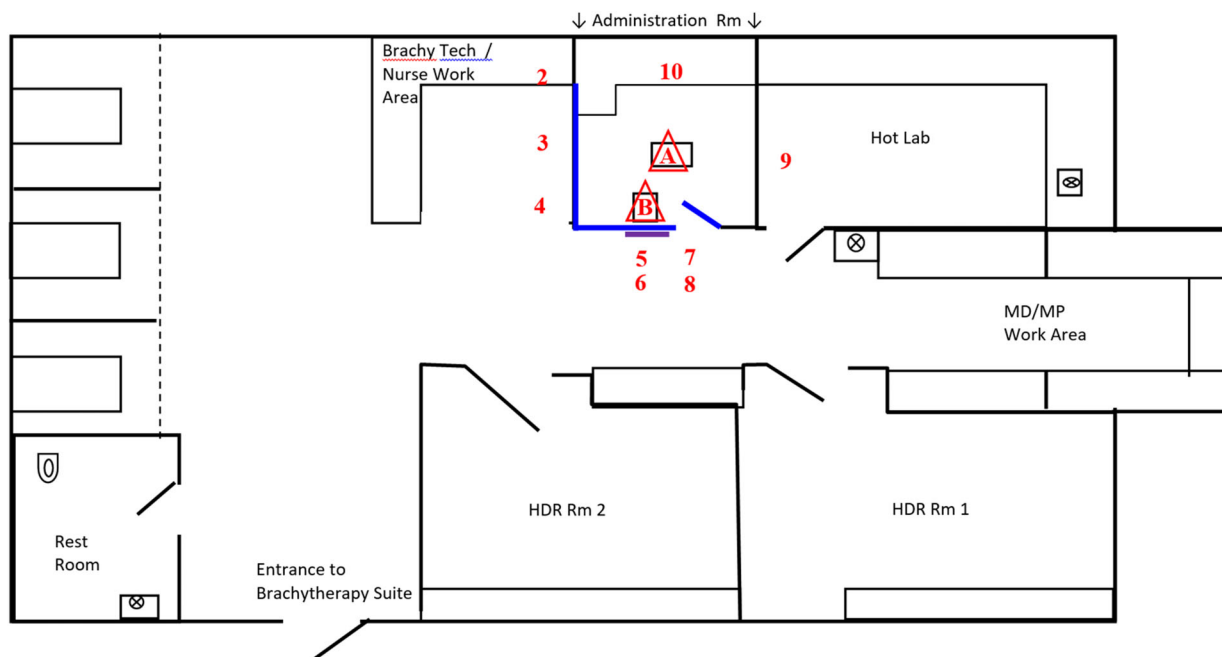 ↓ Administration Rm ↓
Brachy Tech /
Nurse Work
Area
2
10
3
A
9
Hot Lab
4
B
5
7
6
8
MD/MP
Work Area
HDR Rm 2
HDR Rm 1
Rest
Room
Entrance to
Brachytherapy Suite